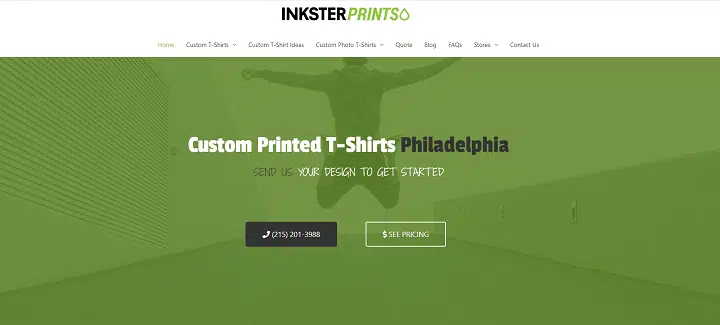 INKSTERPRINTS
Home Custom T-Shirts Custom T-Shirt Ideas Custom Photo T-Shirts Quote Blog FAQs Stores Contact Us
Custom Printed T-Shirts Philadelphia
SEND US YOUR DESIGN TO GET STARTED
(215) 201-3988 $ SEE PRICING